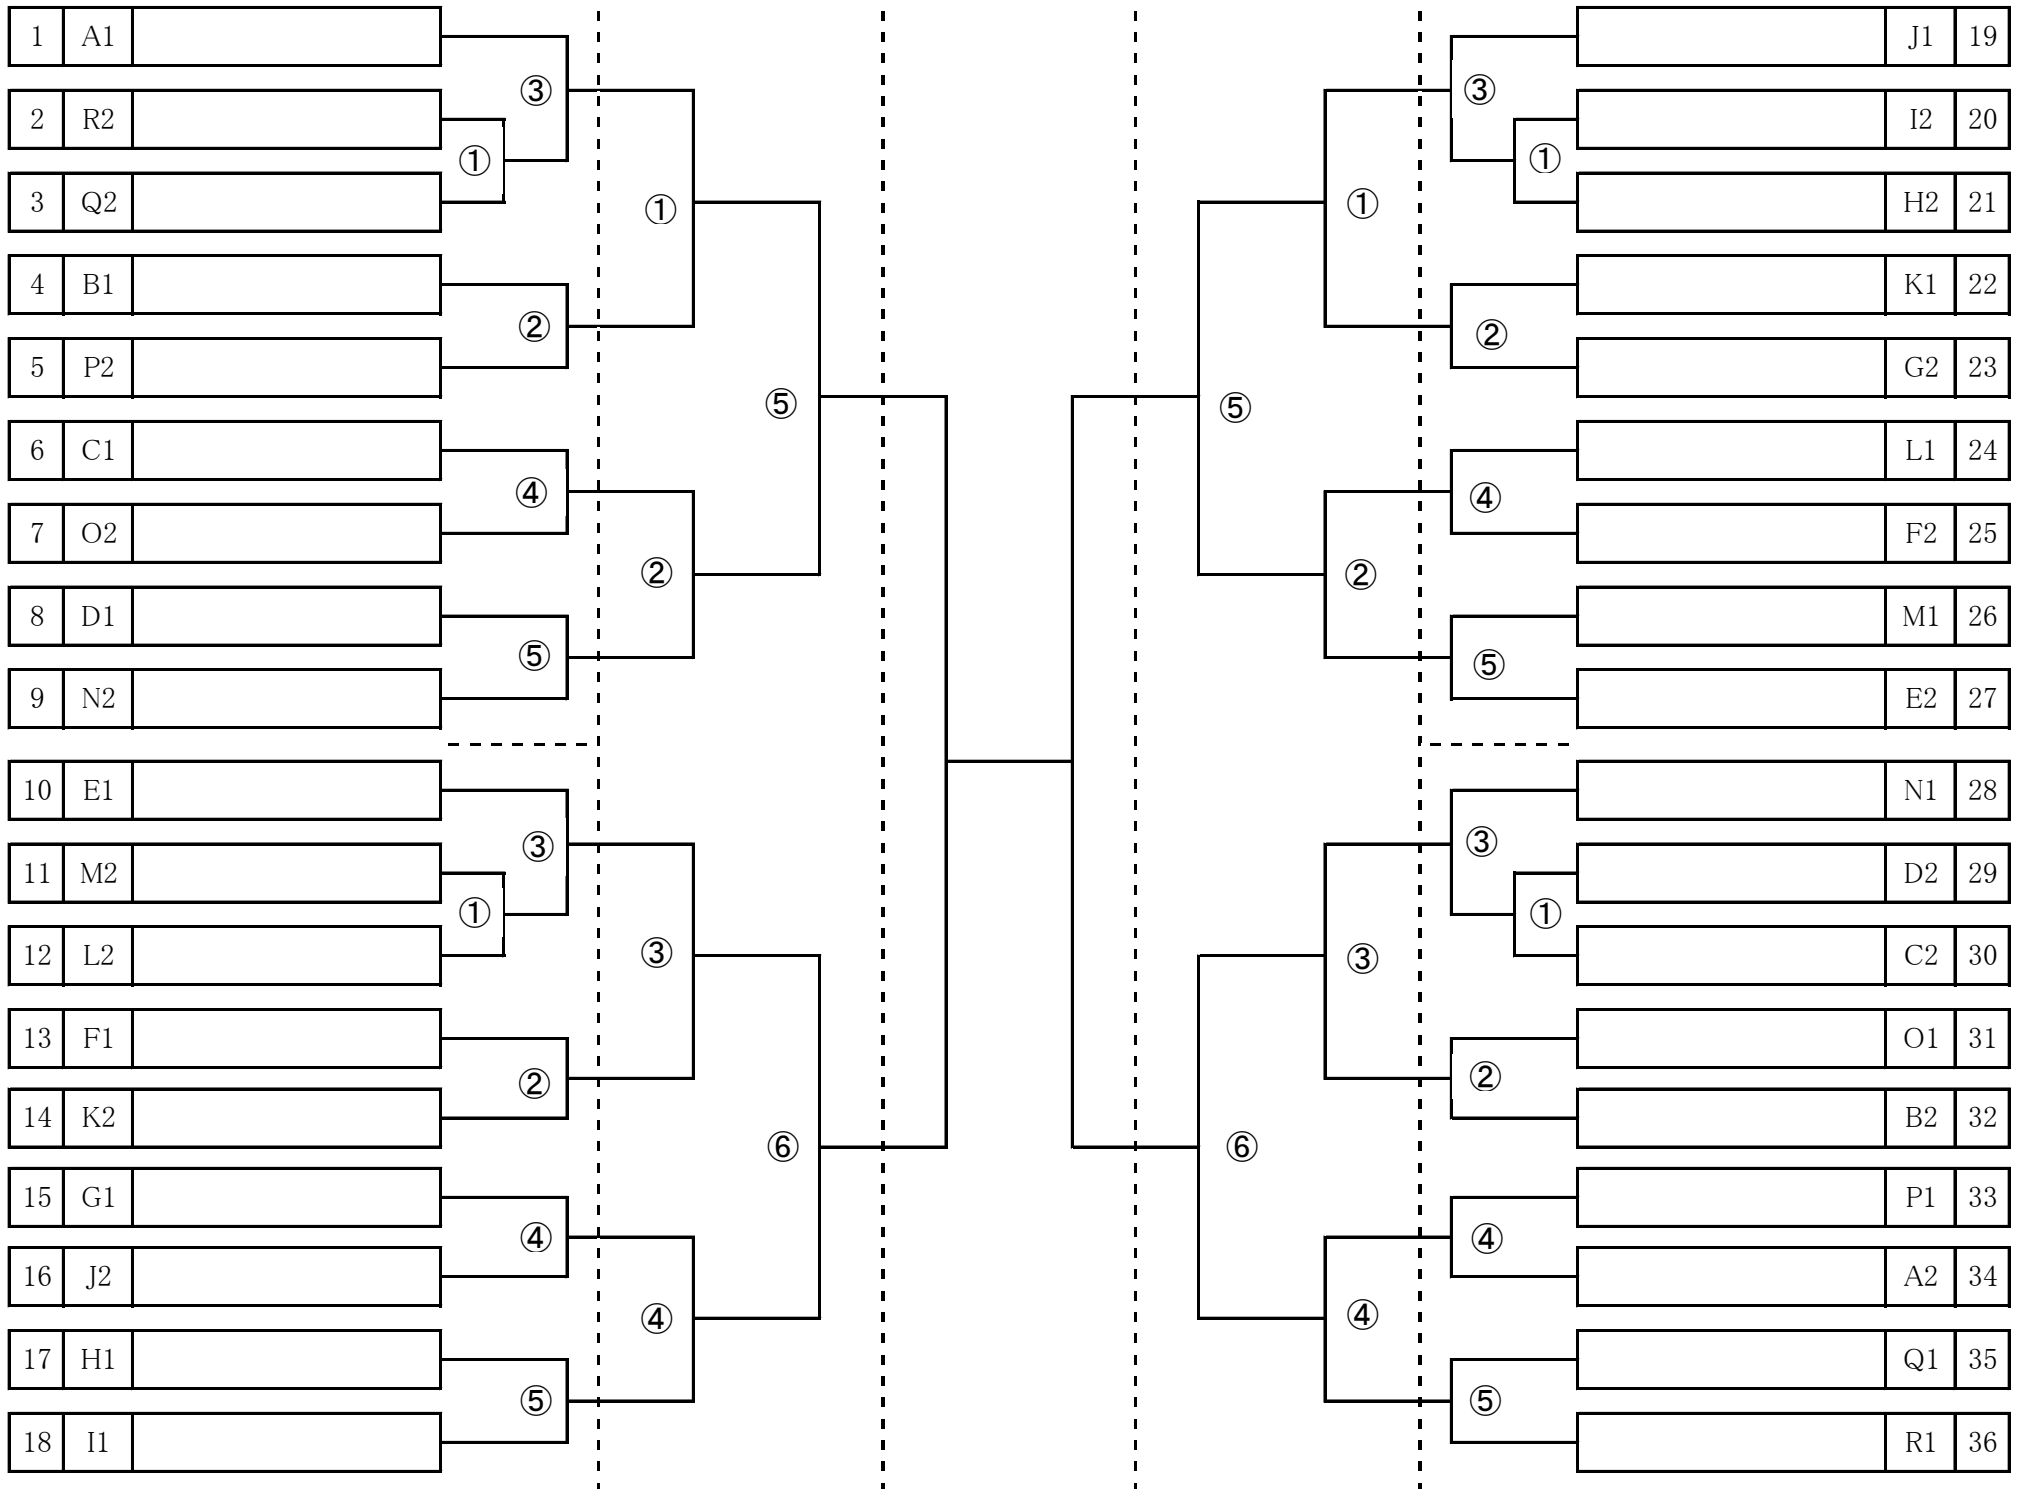 1 A1
③
2 R2
①
3 Q2
①
4 B1
②
5 P2
⑤
6 C1
④
7 O2
②
8 D1
⑤
9 N2
10 E1
③
11 M2
①
12 L2
③
13 F1
②
14 K2
⑥
15 G1
④
16 J2
④
17 H1
⑤
18 I1
J1 19
③
I2 20
①
H2 21
①
K1 22
②
G2 23
⑤
L1 24
④
F2 25
②
M1 26
⑤
E2 27
N1 28
③
D2 29
①
C2 30
③
O1 31
②
B2 32
⑥
P1 33
④
A2 34
④
Q1 35
⑤
R1 36